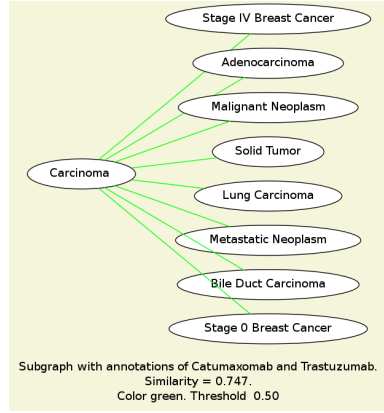 Stage IV Breast Cancer
Adenocarcinoma
Malignant Neoplasm
Solid Tumor
Carcinoma
Lung Carcinoma
Metastatic Neoplasm
Bile Duct Carcinoma
Stage 0 Breast Cancer
Subgraph with annotations of Catumaxomab and Trastuzumab.
Similarity = 0.747.
Color green. Threshold 0.50